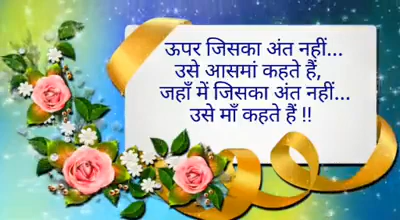 ऊपर जिसका अंत नहीं...
उसे आसमां कहते हैं,
जहाँ में जिसका अंत नहीं...
उसे माँ कहते हैं !!